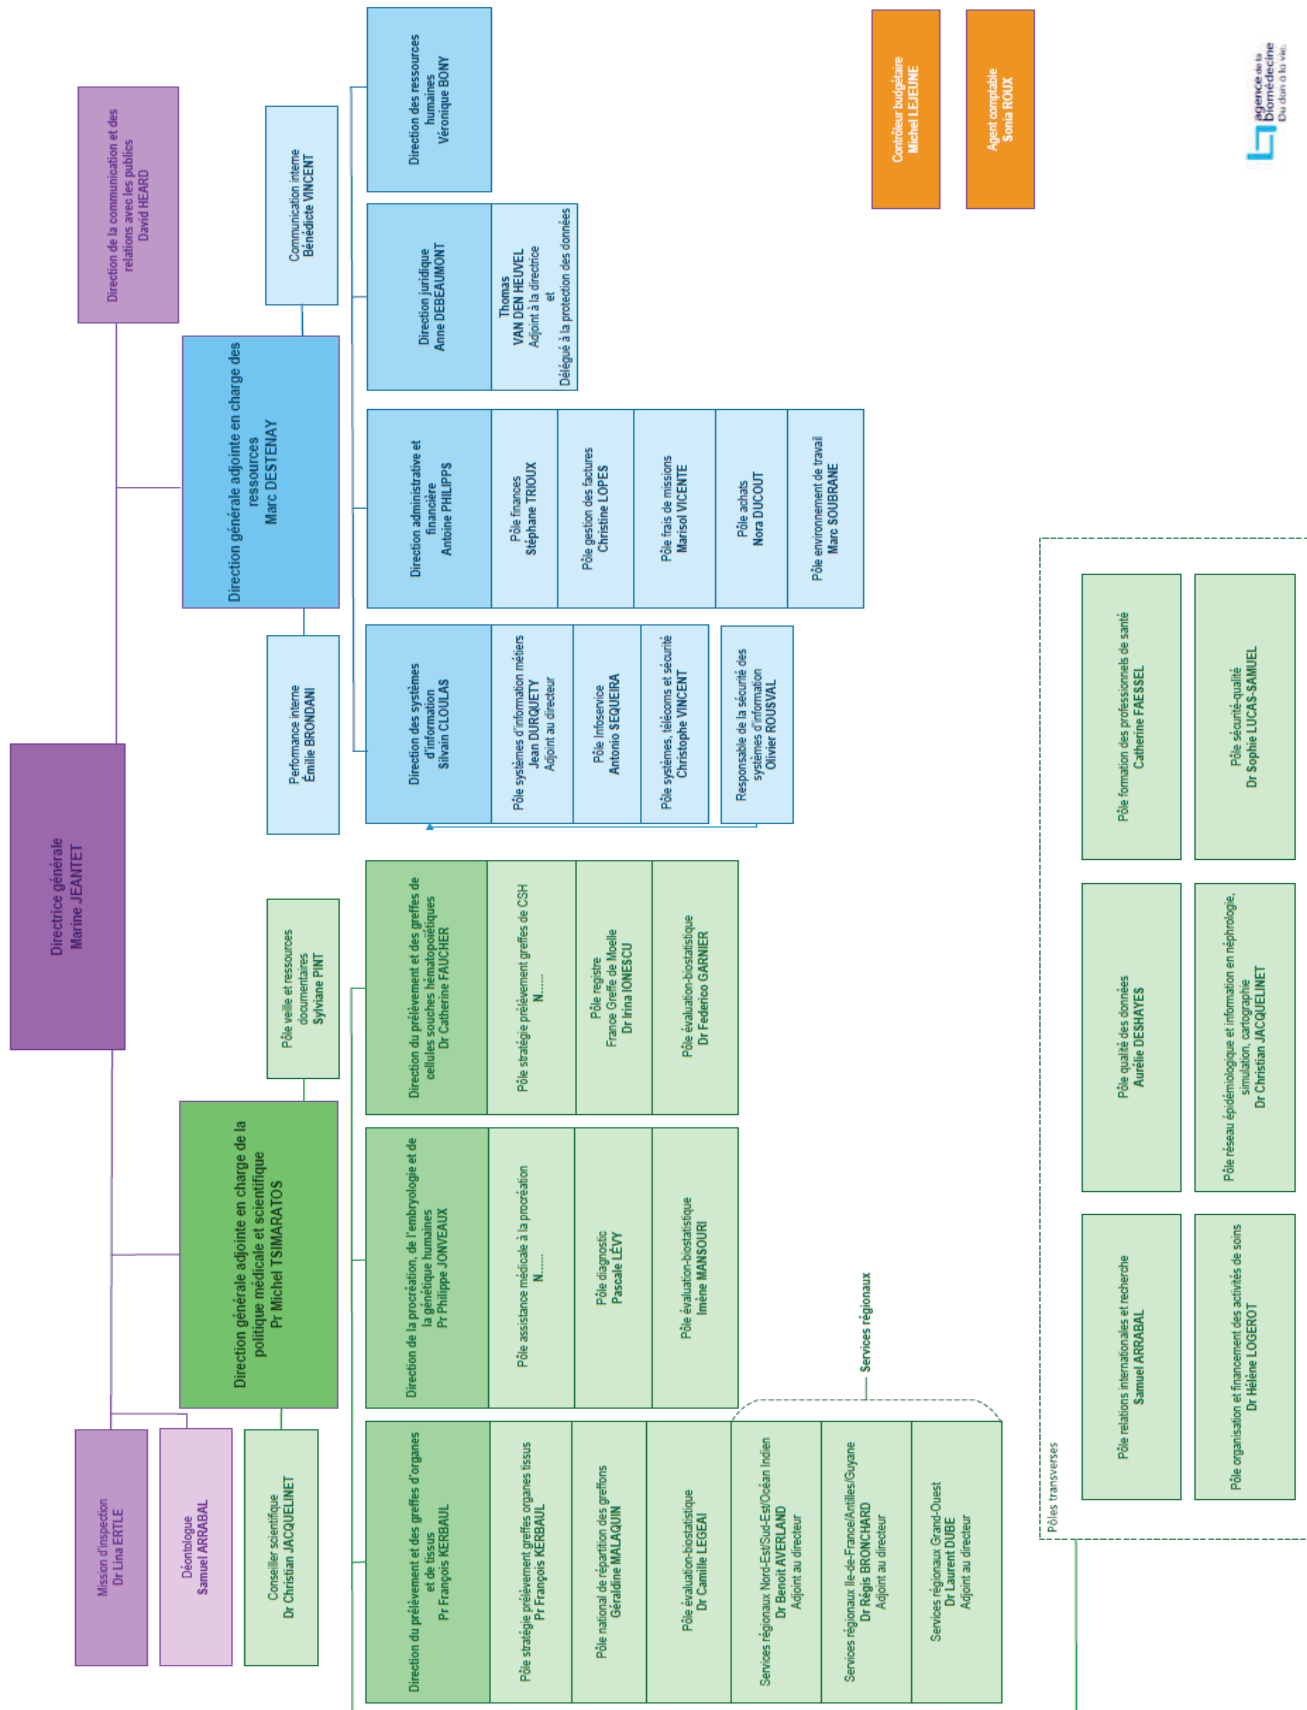 Directrice générale
Marine JEANTET
Mission d'inspection
Dr Lina ERTLE
Déontologue
Samuel ARRABAL
Direction de la communication et des
relations avec les publics
David HEARD
Direction générale adjointe en charge de la
politique médicale et scientifique
Pr Michel TSIMARATOS
Direction générale adjointe en charge des
ressources
Marc DESTENAY
Conseiller scientifique
Dr Christian JACQUELINET
Pôle veille et ressources
documentaires
Sylviane PINT
Performance interne
Émilie BRONDANI
Communication interne
Bénédicte VINCENT
Direction du prélèvement et des greffes d'organes
et de tissus
Pr François KERBAUL
Pôle stratégie prélèvement greffes organes tissus
Pr François KERBAUL
Pôle national de répartition des greffons
Géraldine MALAQUIN
Pôle évaluation-biostatistique
Dr Camille LEGEAI
Services régionaux Nord-Est/Sud-Est/Océan Indien
Dr Benoit AVERLAND
Adjoint au directeur
Services régionaux Ile-de-France/Antilles/Guyane
Dr Régis BRONCHARD
Adjoint au directeur
Services régionaux Grand-Ouest
Dr Laurent DUBE
Adjoint au directeur
Services régionaux
Direction de la procréation, de l'embryologie et de
la génétique humaines
Pr Philippe JONVEAUX
Pôle assistance médicale à la procréation
N......
Pôle diagnostic
Pascale LÉVY
Pôle évaluation-biostatistique
Imène MANSOURI
Direction du prélèvement et des greffes de
cellules souches hématopoïétiques
Dr Catherine FAUCHER
Pôle stratégie prélèvement greffes de CSH
N......
Pôle registre
France Greffe de Moelle
Dr Irina IONESCU
Pôle évaluation-biostatistique
Dr Federico GARNIER
Direction des systèmes
d'information
Silvain CLOULAS
Pôle systèmes d'information métiers
Jean DURQUETY
Adjoint au directeur
Pôle Infoservice
Antonio SEQUEIRA
Pôle systèmes, télécoms et sécurité
Christophe VINCENT
Responsable de la sécurité des
systèmes d'information
Olivier ROUSVAL
Direction administrative et
financière
Antoine PHILIPPS
Pôle finances
Stéphane TRIOUX
Pôle gestion des factures
Christine LOPES
Pôle frais de missions
Marisol VICENTE
Pôle achats
Nora DUCOUT
Pôle environnement de travail
Marc SOUBRANE
Direction juridique
Anne DEBEAUMONT
Thomas
VAN DEN HEUVEL
Adjoint à la directrice
et
Délégué à la protection des données
Direction des ressources
humaines
Véronique BONY
Contrôleur budgétaire
Michel LEJEUNE
Agent comptable
Sonia ROUX
Pôles transverses
Pôle relations internationales et recherche
Samuel ARRABAL
Pôle qualité des données
Aurélie DESHAYES
Pôle formation des professionnels de santé
Catherine FAESSEL
Pôle organisation et financement des activités de soins
Dr Hélène LOGEROT
Pôle réseau épidémiologique et information en néphrologie,
simulation, cartographie
Dr Christian JACQUELINET
Pôle sécurité-qualité
Dr Sophie LUCAS-SAMUEL
agence de la
biomédecine
Du don à la vie.